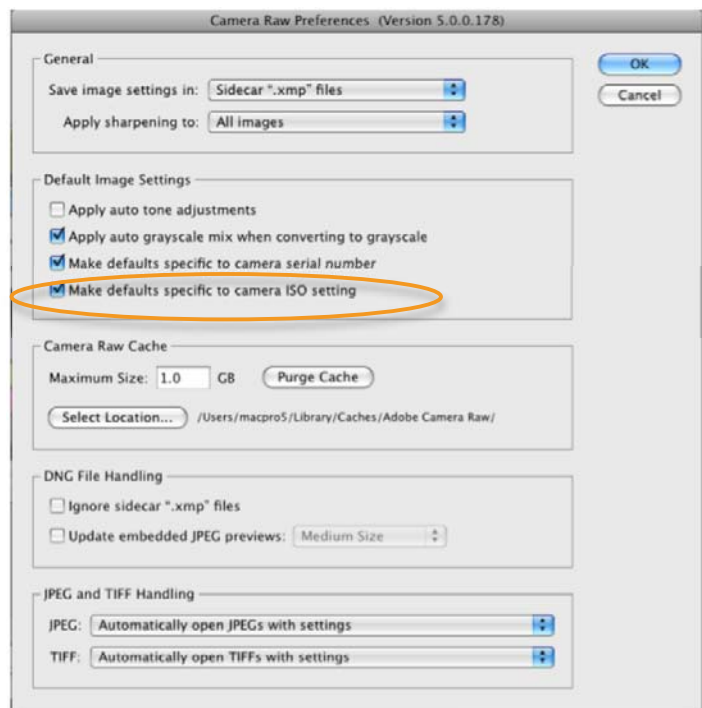 Camera Raw Preferences (Version 5.0.0.178)
General
OK
Save image settings in: Sidecar ".xmp" files
Cancel
Apply sharpening to: All images
Default Image Settings
Apply auto tone adjustments
Apply auto grayscale mix when converting to grayscale
Make defaults specific to camera serial number
Make defaults specific to camera ISO setting
Camera Raw Cache
Maximum Size: 1.0 GB Purge Cache
Select Location... /Users/macpro5/Library/Caches/Adobe Camera Raw/
DNG File Handling
Ignore sidecar ".xmp" files
Update embedded JPEG previews: Medium Size
JPEG and TIFF Handling
JPEG: Automatically open JPEGs with settings
TIFF: Automatically open TIFFs with settings